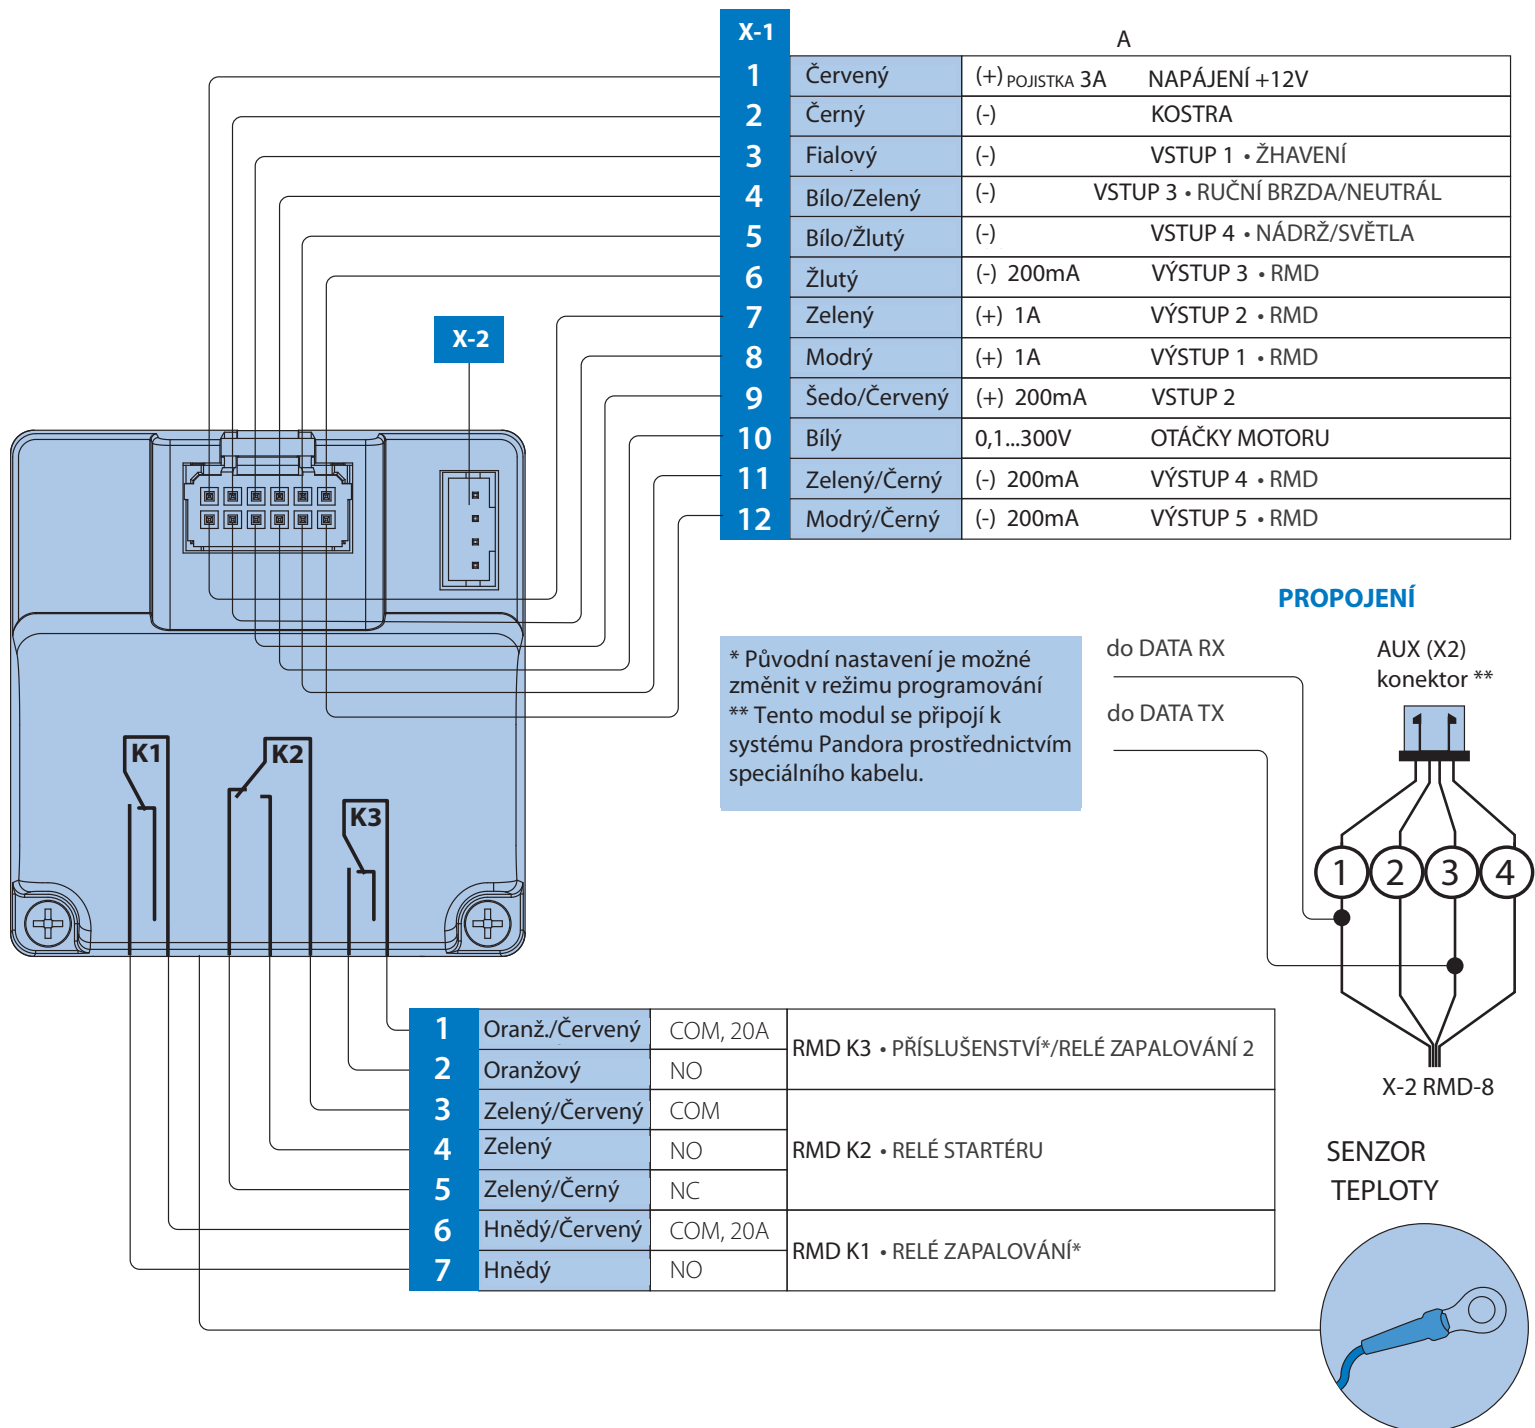 X-1
A
1 Červený (+) POJISTKA 3A NAPÁJENÍ +12V
2 Černý (-) KOSTRA
3 Fialový (-) VSTUP 1 • ŽHAVENÍ
4 Bílo/Zelený (-) VSTUP 3 • RUČNÍ BRZDA/NEUTRÁL
5 Bílo/Žlutý (-) VSTUP 4 • NÁDRŽ/SVĚTLA
6 Žlutý (-) 200mA VÝSTUP 3 • RMD
7 Zelený (+) 1A VÝSTUP 2 • RMD
8 Modrý (+) 1A VÝSTUP 1 • RMD
9 Šedo/Červený (+) 200mA VSTUP 2
10 Bílý 0,1...300V OTÁČKY MOTORU
11 Zelený/Černý (-) 200mA VÝSTUP 4 • RMD
12 Modrý/Černý (-) 200mA VÝSTUP 5 • RMD
X-2
K1
K2
K3
* Původní nastavení je možné
změnit v režimu programování
** Tento modul se připojí k
systému Pandora prostřednictvím
speciálního kabelu.
PROPOJENÍ
do DATA RX
do DATA TX
AUX (X2)
konektor **
1 2 3 4
X-2 RMD-8
1 Oranž./Červený COM, 20A
RMD K3 • PŘÍSLUŠENSTVÍ*/RELÉ ZAPALOVÁNÍ 2
2 Oranžový NO
3 Zelený/Červený COM
4 Zelený NO RMD K2 • RELÉ STARTÉRU
5 Zelený/Černý NC
6 Hnědý/Červený COM, 20A
RMD K1 • RELÉ ZAPALOVÁNÍ*
7 Hnědý NO
SENZOR
TEPLOTY